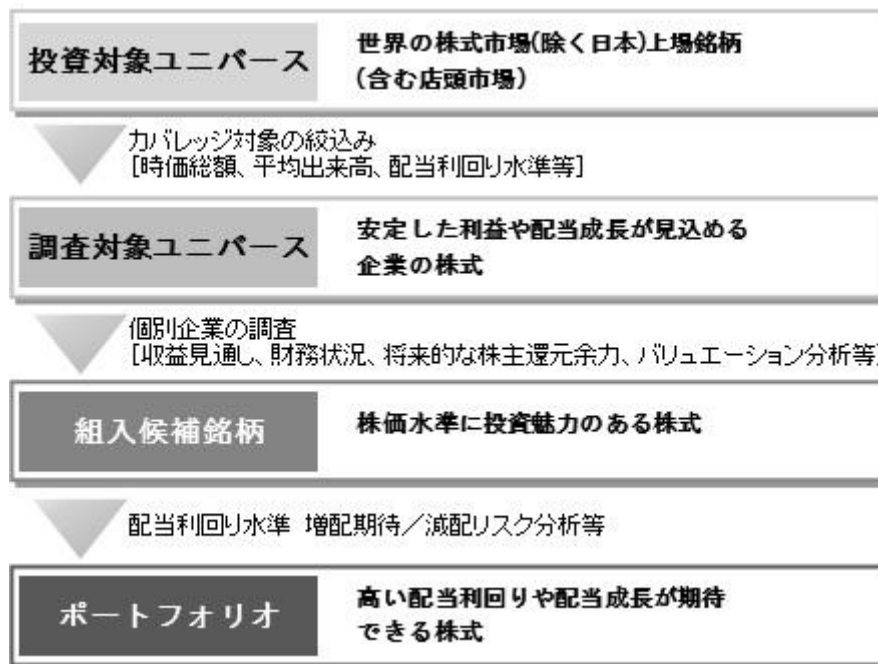 投資対象ユニバース
世界の株式市場(除く日本)上場銘柄
(含む店頭市場)
カバレッジ対象の絞込み
[時価総額、平均出来高、配当利回り水準等]
調査対象ユニバース
安定した利益や配当成長が見込める
企業の株式
個別企業の調査
[収益見通し、財務状況、将来的な株主還元余力、バリュエーション分析等]
組入候補銘柄
株価水準に投資魅力のある株式
配当利回り水準 増配期待／減配リスク分析等
ポートフォリオ
高い配当利回りや配当成長が期待
できる株式